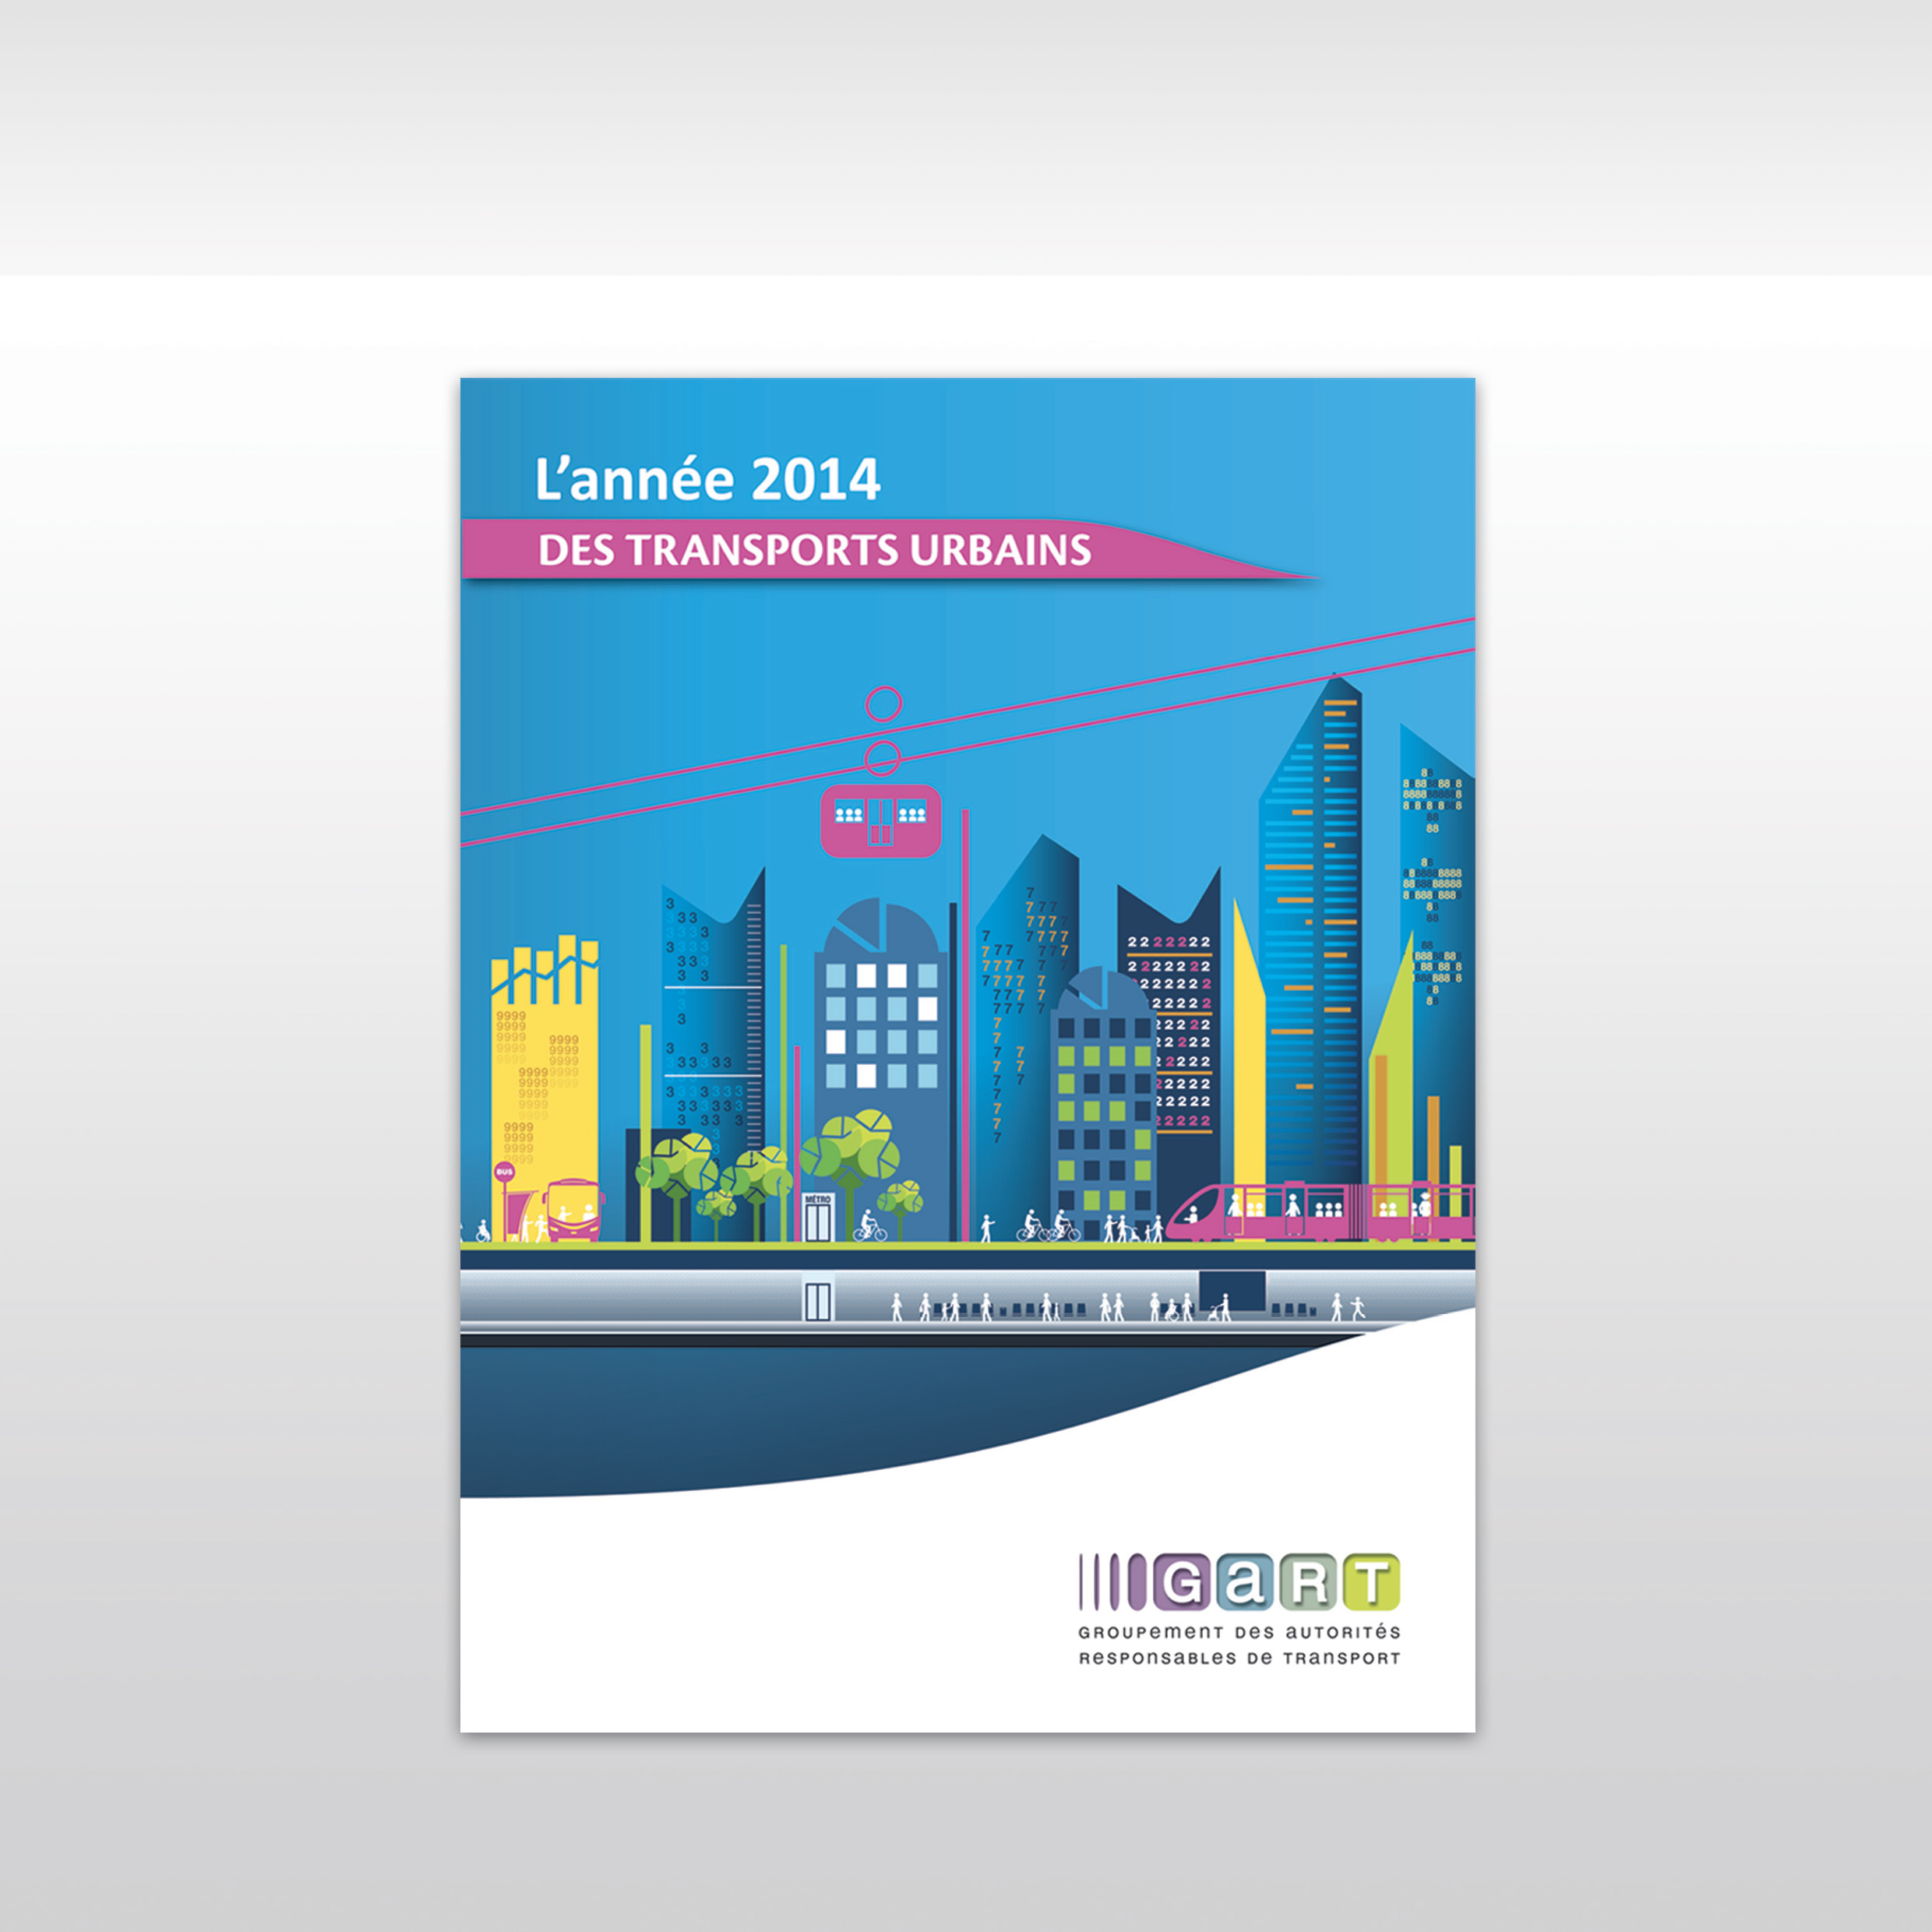 L'année 2014
DES TRANSPORTS URBAINS
BUS
MÉTRO
GaRT
GROUPEMENT DES AUTORITÉS
RESPONSABLES DE TRANSPORT